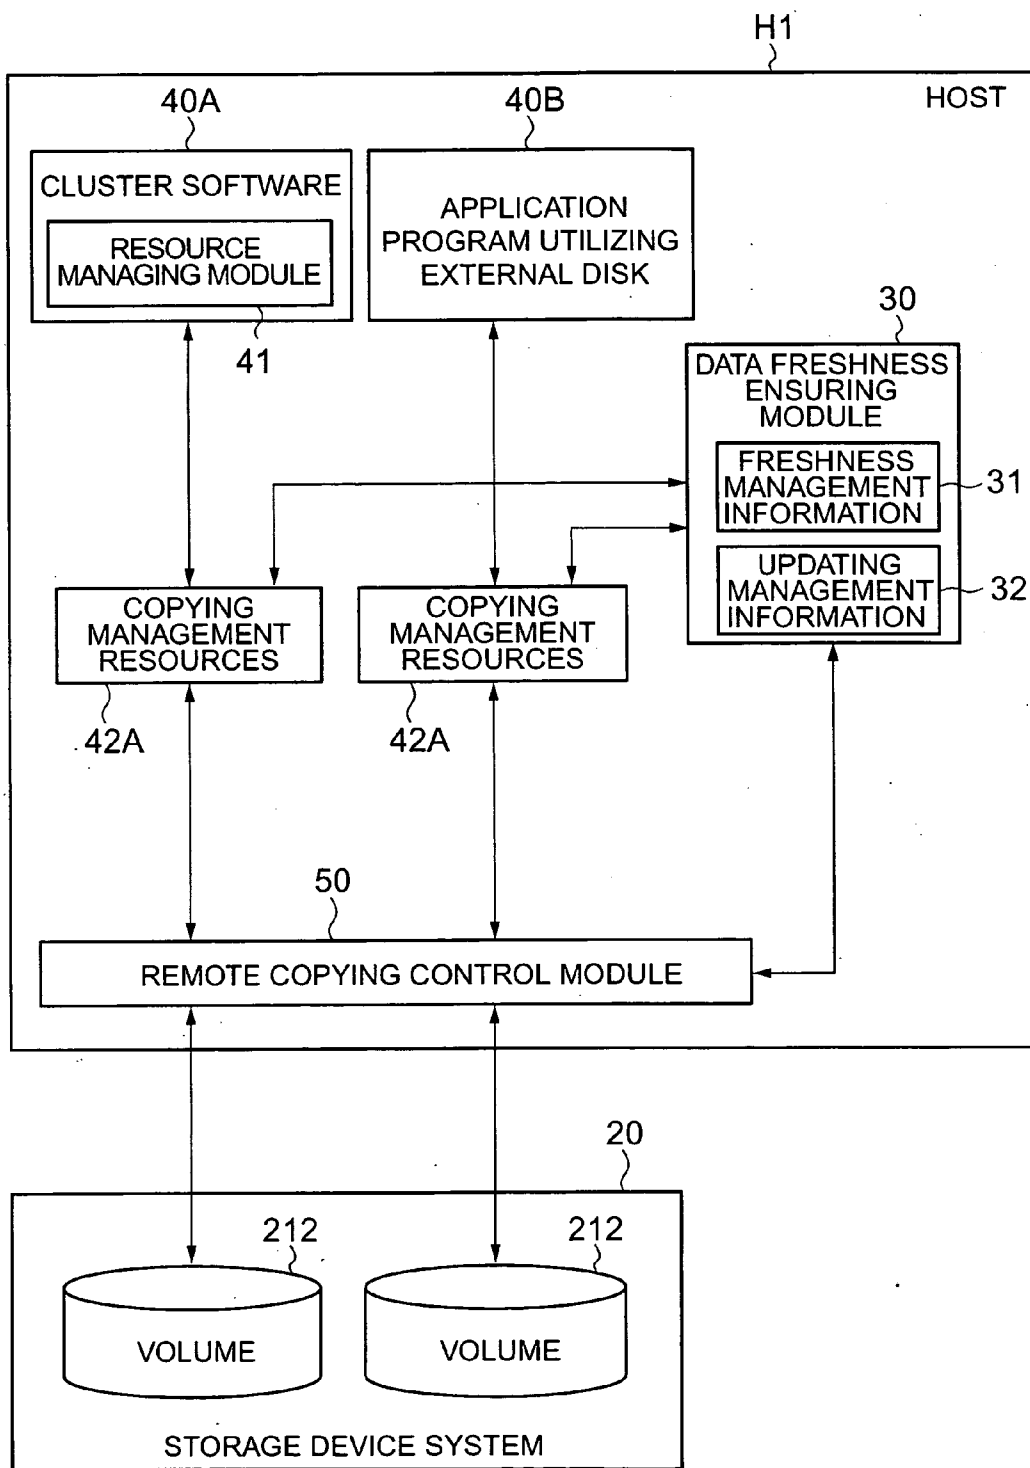 H1
HOST
40A
40B
CLUSTER SOFTWARE
RESOURCE
MANAGING MODULE
41
APPLICATION
PROGRAM UTILIZING
EXTERNAL DISK
30
DATA FRESHNESS
ENSURING
MODULE
FRESHNESS
MANAGEMENT
INFORMATION
31
UPDATING
MANAGEMENT
INFORMATION
32
COPYING
MANAGEMENT
RESOURCES
42A
COPYING
MANAGEMENT
RESOURCES
42A
50
REMOTE COPYING CONTROL MODULE
20
212
212
VOLUME
VOLUME
STORAGE DEVICE SYSTEM